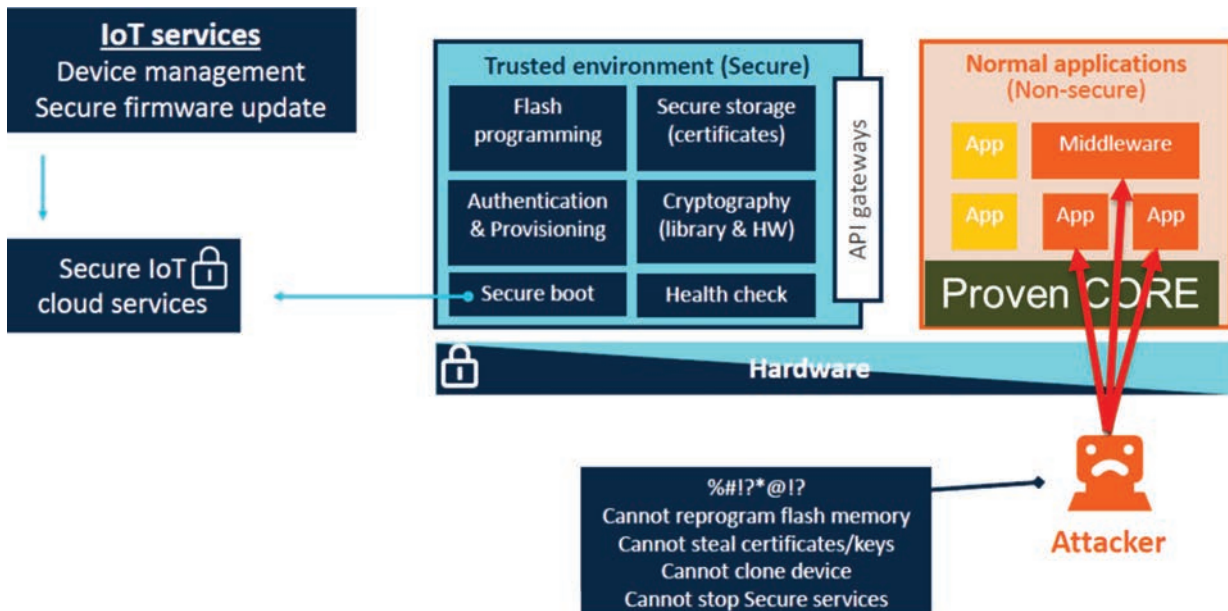 IoT services
Device management
Secure firmware update
Secure IoT
cloud services
Trusted environment (Secure)
Flash
programming
Secure storage
(certificates)
Authentication
& Provisioning
Cryptography
(library & HW)
Secure boot
Health check
API gateways
Normal applications
(Non-secure)
App
Middleware
App
App
App
Proven CORE
Hardware
%#!?*@!?
Cannot reprogram flash memory
Cannot steal certificates/keys
Cannot clone device
Cannot stop Secure services
Attacker